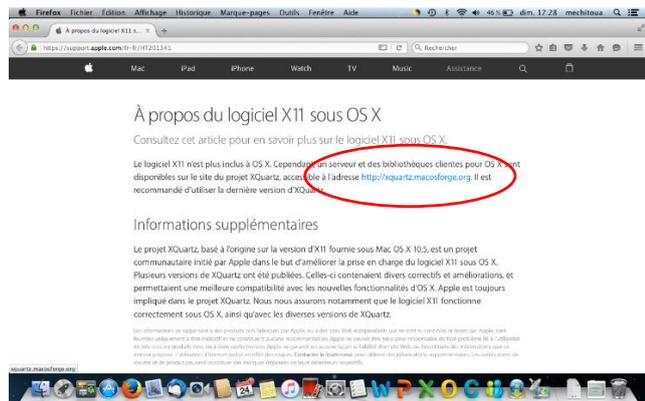 Firefox Fichier Édition Affichage Historique Marque-pages Outils Fenêtre Aide 46% dim. 17:28 mechitoua
À propos du logiciel X11 s...
https://support.apple.com/fr-fr/HT201341
Rechercher
Mac iPad iPhone Watch TV Music Assistance
À propos du logiciel X11 sous OS X
Consultez cet article pour en savoir plus sur le logiciel X11 sous OS X.
Le logiciel X11 n'est plus inclus à OS X. Cependant, un serveur et des bibliothèques clientes pour OS X sont
disponibles sur le site du projet XQuartz, accessible à l'adresse http://xquartz.macosforge.org. Il est
recommandé d'utiliser la dernière version d'XQuartz.
Informations supplémentaires
Le projet XQuartz, basé à l'origine sur la version d'X11 fournie sous Mac OS X 10.5, est un projet
communautaire initié par Apple dans le but d'améliorer la prise en charge du logiciel X11 sous OS X.
Plusieurs versions de XQuartz ont été publiées. Celles-ci contenaient divers correctifs et améliorations, et
permettaient une meilleure compatibilité avec les nouvelles fonctionnalités d'OS X. Apple est toujours
impliqué dans le projet XQuartz. Nous nous assurons notamment que le logiciel X11 fonctionne
correctement sous OS X, ainsi qu'avec les diverses versions de XQuartz.
xquartz.macosforge.org